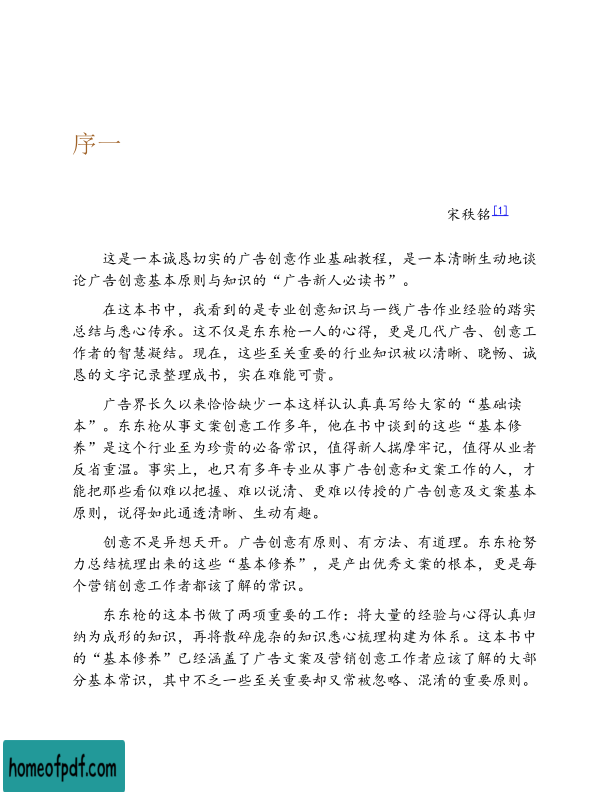 序一
宋秩铭[1]
这是一本诚恳切实的广告创意作业基础教程，是一本清晰生动地谈
论广告创意基本原则与知识的“广告新人必读书”。
在这本书中，我看到的是专业创意知识与一线广告作业经验的踏实
总结与悉心传承。这不仅是东东枪一人的心得，更是几代广告、创意工
作者的智慧凝结。现在，这些至关重要的行业知识被以清晰、晓畅、诚
恳的文字记录整理成书，实在难能可贵。
广告界长久以来恰恰缺少一本这样认认真真写给大家的“基础读
本”。东东枪从事文案创意工作多年，他在书中谈到的这些“基本修
养”是这个行业至为珍贵的必备常识，值得新人揣摩牢记，值得从业者
反省重温。事实上，也只有多年专业从事广告创意和文案工作的人，才
能把那些看似难以把握、难以说清、更难以传授的广告创意及文案基本
原则，说得如此通透清晰、生动有趣。
创意不是异想天开。广告创意有原则、有方法、有道理。东东枪努
力总结梳理出来的这些“基本修养”，是产出优秀文案的根本，更是每
个营销创意工作者都该了解的常识。
东东枪的这本书做了两项重要的工作：将大量的经验与心得认真归
纳为成形的知识，再将散碎庞杂的知识悉心梳理构建为体系。这本书中
的“基本修养”已经涵盖了广告文案及营销创意工作者应该了解的大部
分基本常识，其中不乏一些至关重要却又常被忽略、混淆的重要原则。
homeofpdf.com